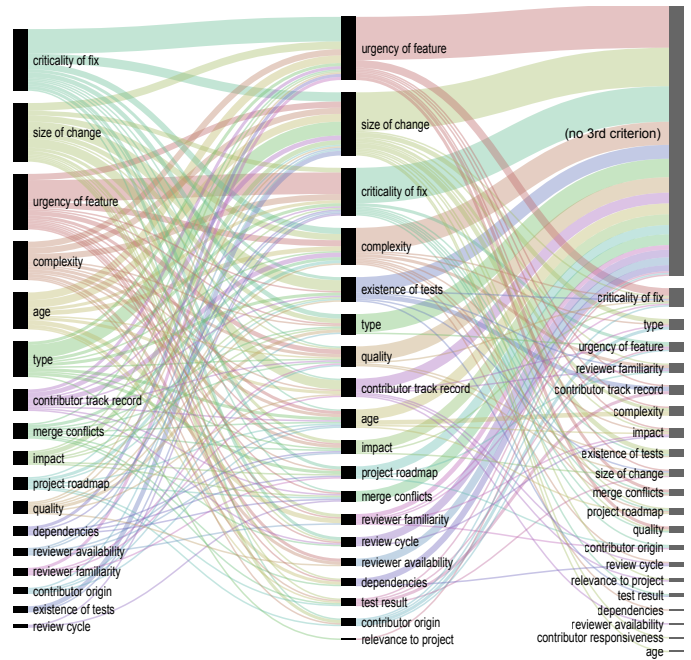 criticality of fix
size of change
urgency of feature
complexity
age
type
contributor track record
merge conflicts
impact
project roadmap
quality
dependencies
reviewer availability
reviewer familiarity
contributor origin
existence of tests
review cycle
urgency of feature
size of change
criticality of fix
complexity
existence of tests
type
quality
contributor track record
age
impact
project roadmap
merge conflicts
reviewer familiarity
review cycle
reviewer availability
dependencies
test result
contributor origin
relevance to project
(no 3rd criterion)
criticality of fix
type
urgency of feature
reviewer familiarity
contributor track record
complexity
impact
existence of tests
size of change
merge conflicts
project roadmap
quality
contributor origin
review cycle
relevance to project
test result
dependencies
reviewer availability
contributor responsiveness
age